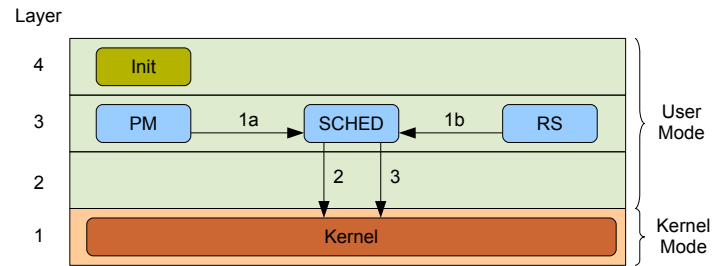 Layer
4
Init
3
PM
1a
SCHED
1b
RS
User
Mode
2
2
3
1
Kernel
Kernel
Mode